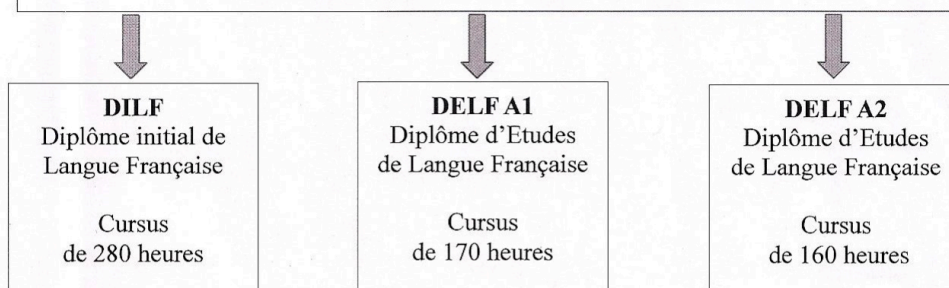 DILF
Diplôme initial de
Langue Française
Cursus
de 280 heures
DELF A1
Diplôme d'Etudes
de Langue Française
Cursus
de 170 heures
DELF A2
Diplôme d'Etudes
de Langue Française
Cursus
de 160 heures